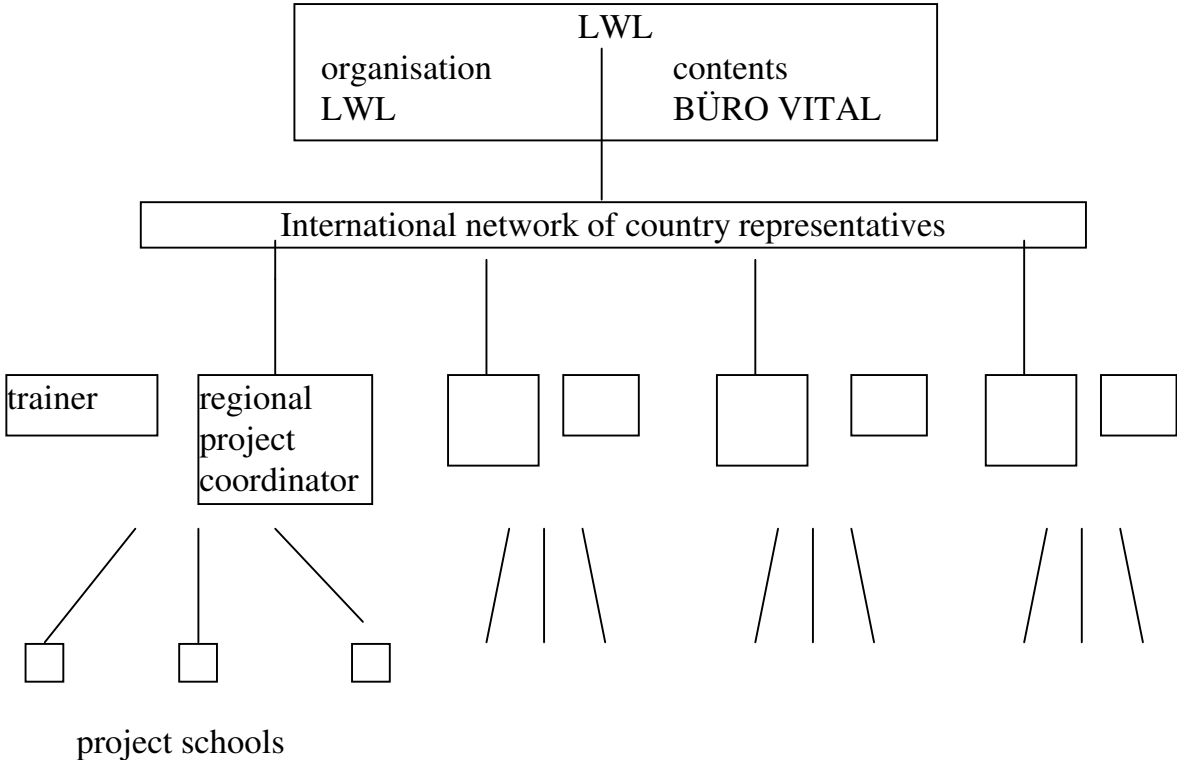 LWL
organisation contents
LWL BÜRO VITAL
International network of country representatives
trainer
regional
project
coordinator
project schools